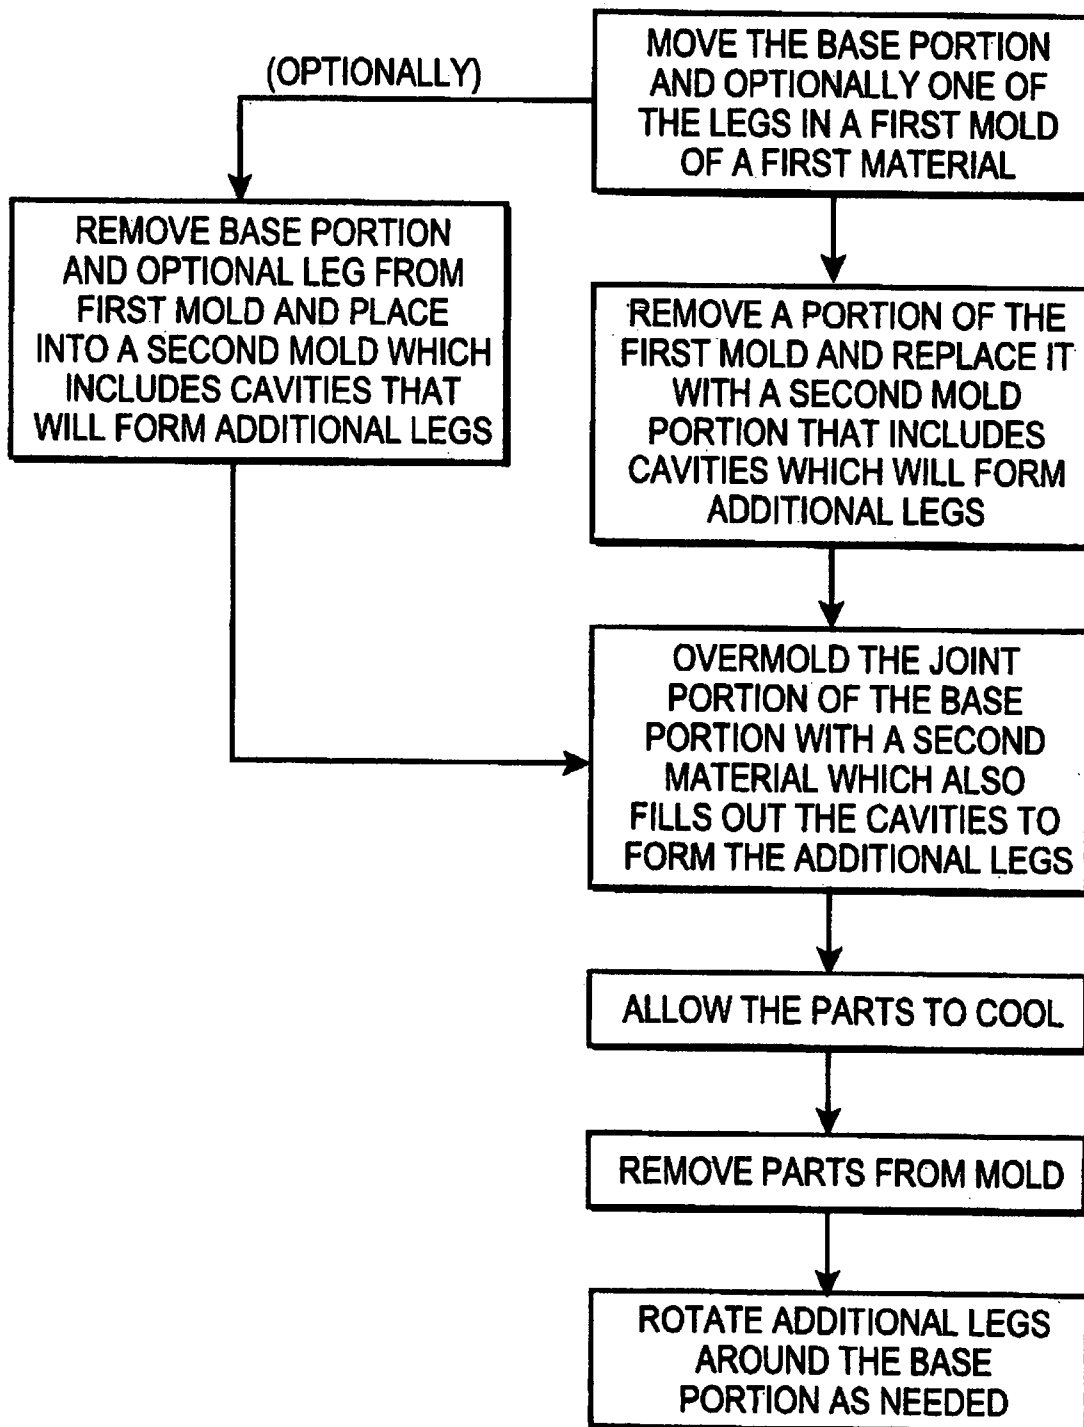 MOVE THE BASE PORTION
AND OPTIONALLY ONE OF
THE LEGS IN A FIRST MOLD
OF A FIRST MATERIAL
(OPTIONALLY)
REMOVE BASE PORTION
AND OPTIONAL LEG FROM
FIRST MOLD AND PLACE
INTO A SECOND MOLD WHICH
INCLUDES CAVITIES THAT
WILL FORM ADDITIONAL LEGS
REMOVE A PORTION OF THE
FIRST MOLD AND REPLACE IT
WITH A SECOND MOLD
PORTION THAT INCLUDES
CAVITIES WHICH WILL FORM
ADDITIONAL LEGS
OVERMOLD THE JOINT
PORTION OF THE BASE
PORTION WITH A SECOND
MATERIAL WHICH ALSO
FILLS OUT THE CAVITIES TO
FORM THE ADDITIONAL LEGS
ALLOW THE PARTS TO COOL
REMOVE PARTS FROM MOLD
ROTATE ADDITIONAL LEGS
AROUND THE BASE
PORTION AS NEEDED